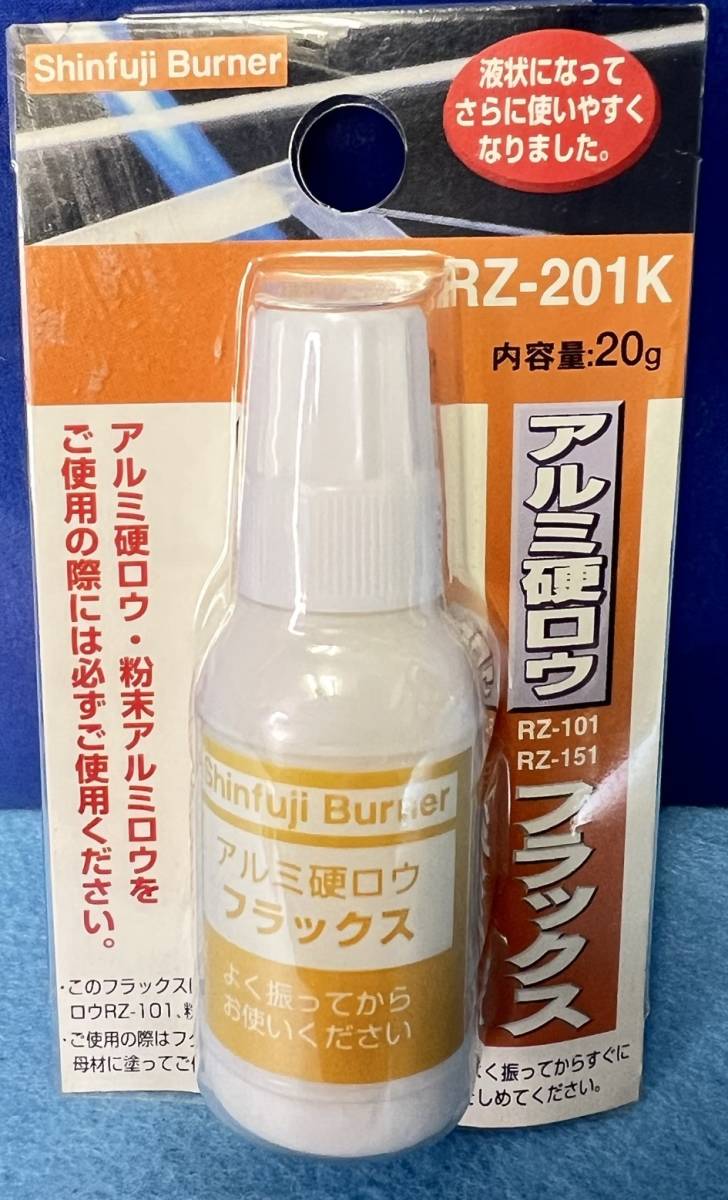 Shinfuji Burner
液状になって
さらに使いやすく
なりました。
RZ-201K
内容量:20g
アルミ硬ロウ
RZ-101
RZ-151
フラックス
アルミ硬ロウ・粉末アルミロウを
ご使用の際には必ずご使用ください。
Shinfuji Burner
アルミ硬ロウ
フラックス
よく振ってから
お使いください
・このフラックス
ロウRZ-101、粉
・ご使用の際はフ
母材に塗ってご
く振ってからすぐに
しめてください。